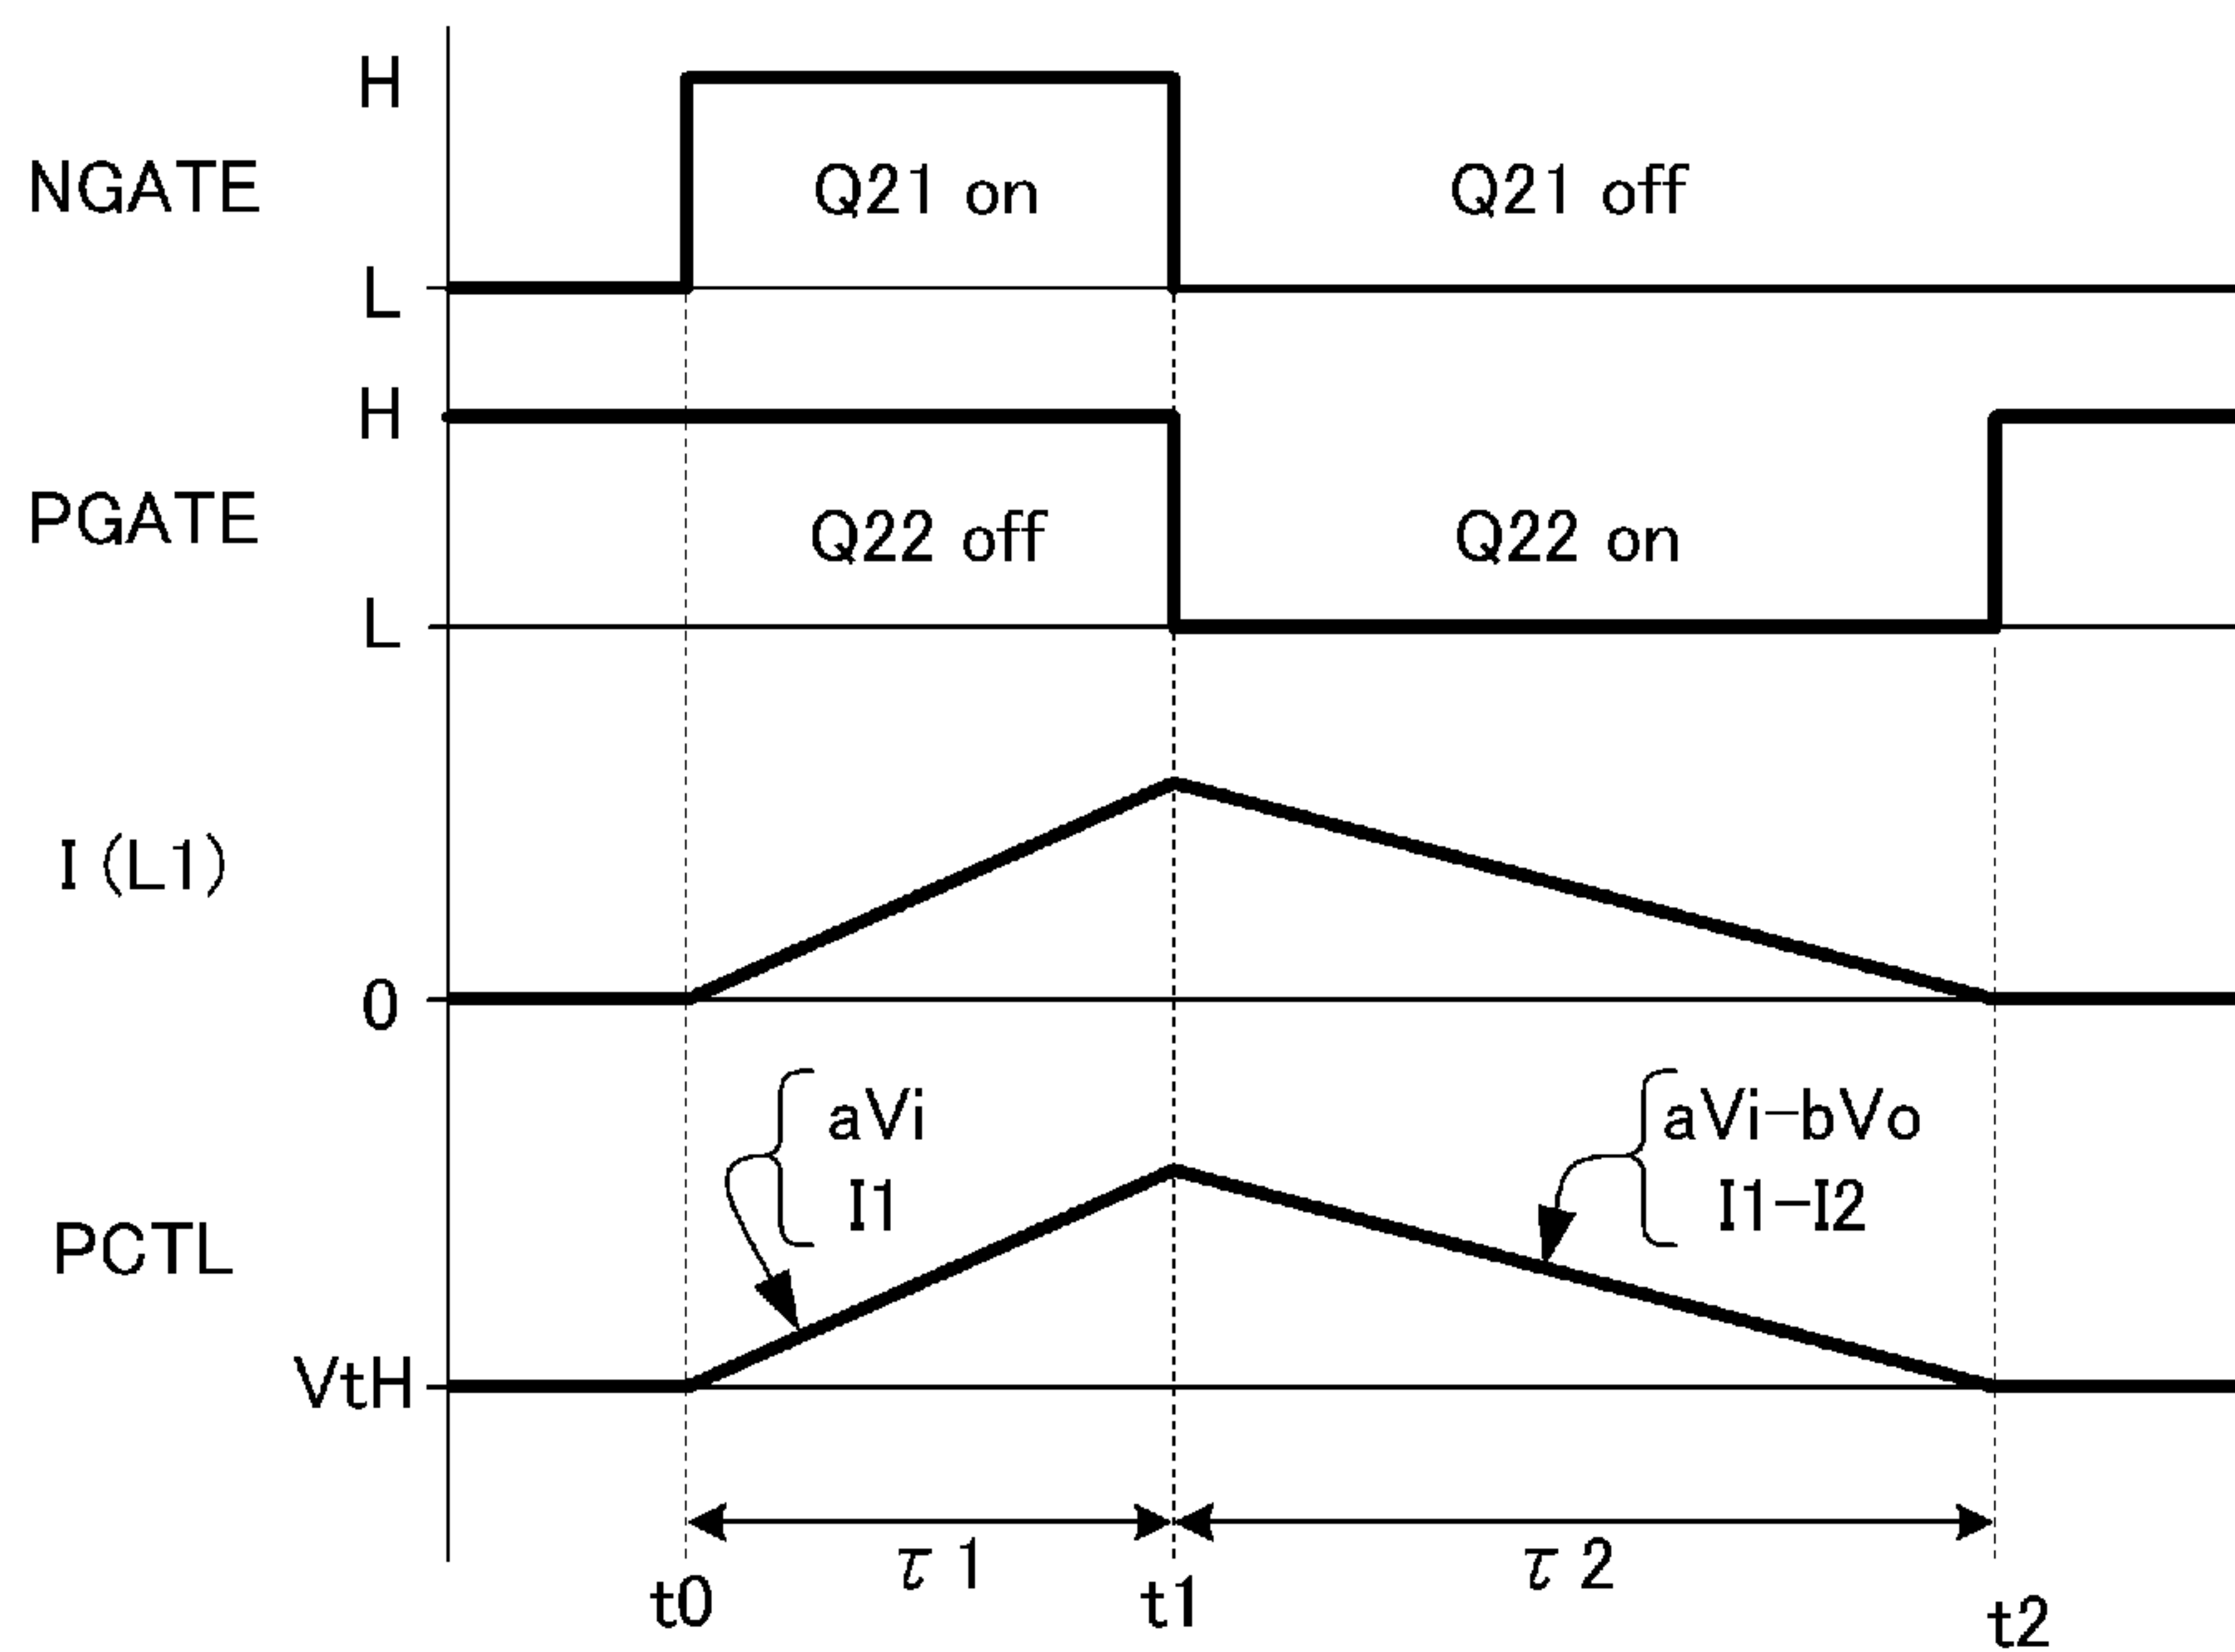 H
NGATE
Q21 on
Q21 off
L
H
PGATE
Q22 off
Q22 on
L
I (L1)
0
aVi
I1
aVi-bVo
I1-I2
PCTL
VtH
τ 1
τ 2
t0
t1
t2